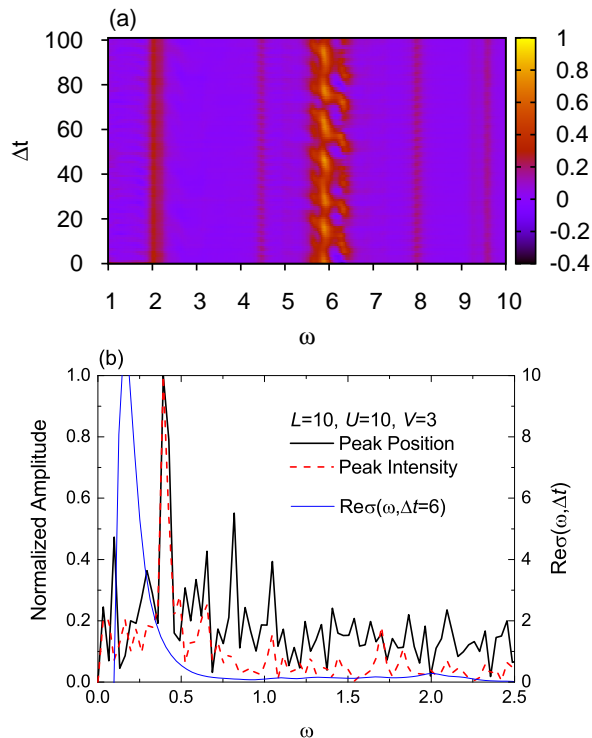 (a)
100
80
60
40
20
0
Δt
1 2 3 4 5 6 7 8 9 10
ω
1
0.8
0.6
0.4
0.2
0
-0.2
-0.4
(b)
1.0
0.8
0.6
0.4
0.2
0.0
Normalized Amplitude
L=10, U=10, V=3
Peak Position
Peak Intensity
Reσ(ω,Δt=6)
10
8
6
4
2
0
Reσ(ω,Δt)
0.0 0.5 1.0 1.5 2.0 2.5
ω